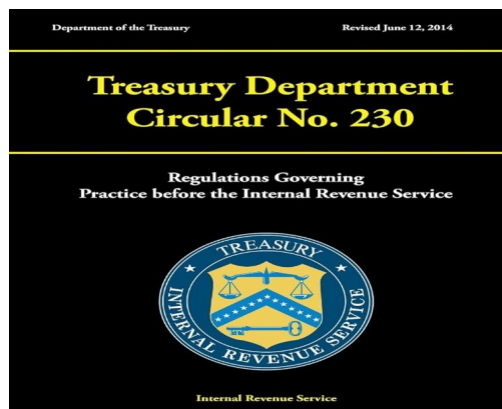 Department of the Treasury
Revised June 12, 2014
Treasury Department
Circular No. 230
Regulations Governing
Practice before the Internal Revenue Service
TREASURY
INTERNAL REVENUE SERVICE
Internal Revenue Service